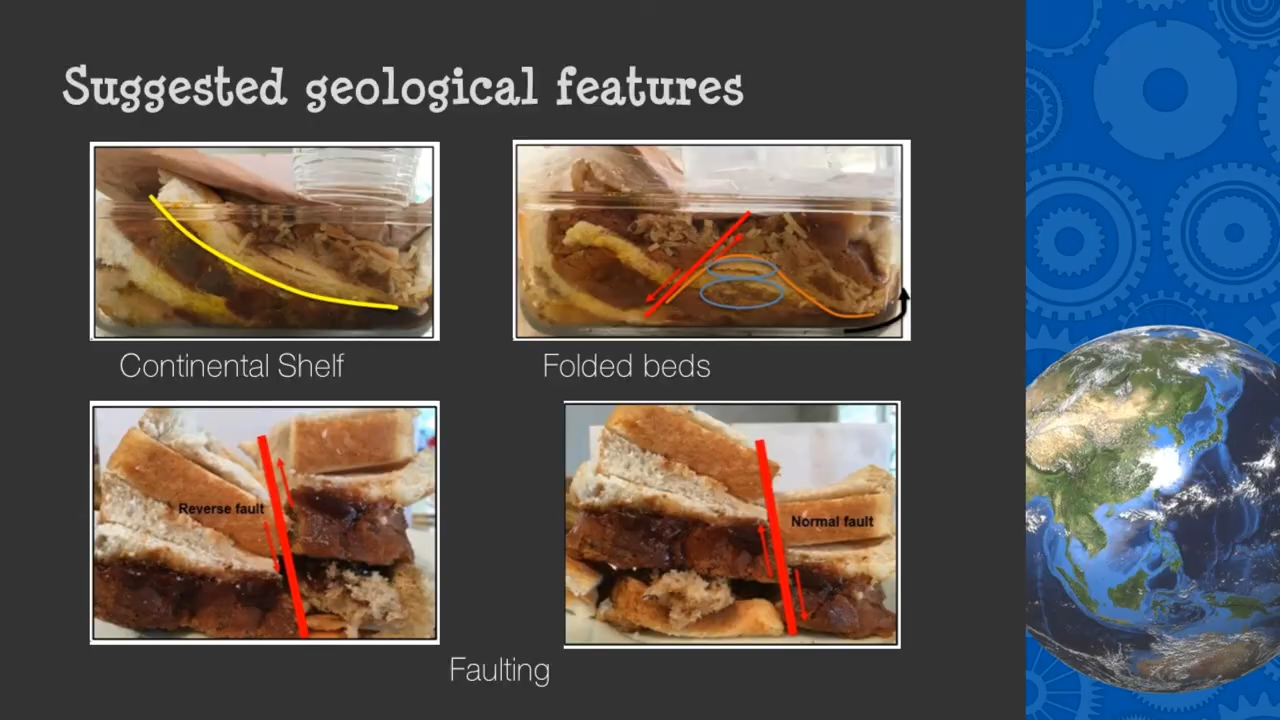 Suggested geological features
Continental Shelf
Folded beds
Reverse fault
Normal fault
Faulting